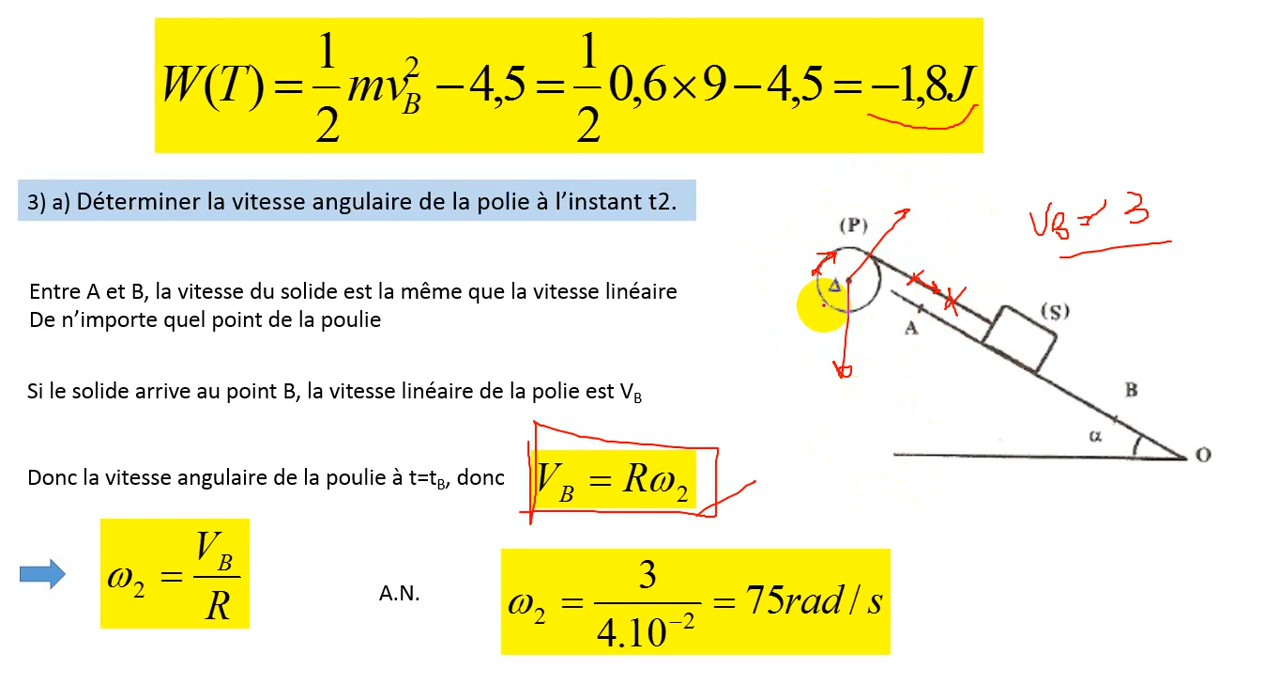 W(T) = 1/2 mv_B^2 − 4,5 = 1/2 0,6×9 − 4,5 = −1,8J
3) a) Déterminer la vitesse angulaire de la polie à l’instant t2.
V_B = 3
(P)
Entre A et B, la vitesse du solide est la même que la vitesse linéaire
De n’importe quel point de la poulie
Δ
(S)
A
Si le solide arrive au point B, la vitesse linéaire de la polie est V_B
B
α
O
Donc la vitesse angulaire de la poulie à t=t_B, donc V_B = Rω_2
ω_2 = V_B/R A.N. ω_2 = 3/4.10^-2 = 75rad / s